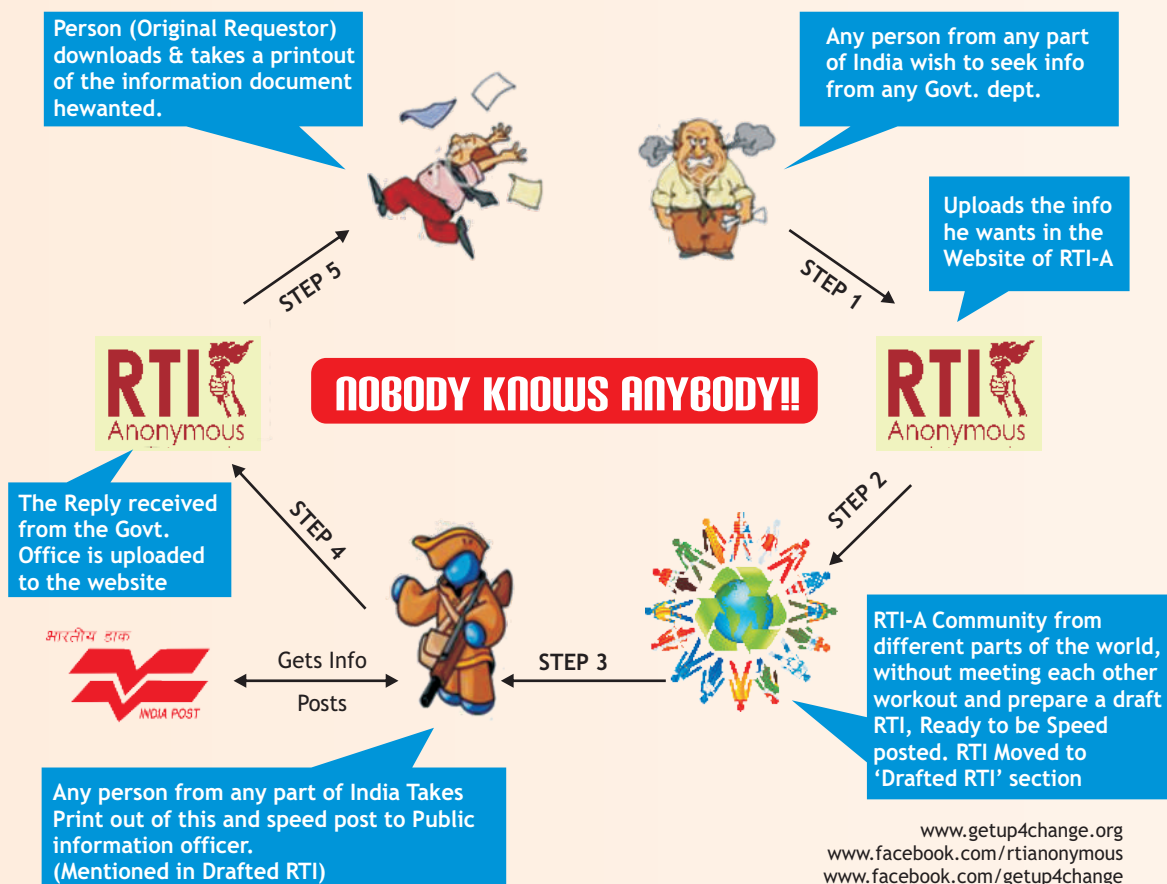 Person (Original Requestor)
downloads & takes a printout
of the information document
hewanted.
Any person from any part
of India wish to seek info
from any Govt. dept.
Uploads the info
he wants in the
Website of RTI-A
STEP 5
STEP 1
RTI
Anonymous
NOBODY KNOWS ANYBODY!!
RTI
Anonymous
STEP 2
The Reply received
from the Govt.
Office is uploaded
to the website
STEP 4
RTI-A Community from
different parts of the world,
without meeting each other
workout and prepare a draft
RTI, Ready to be Speed
posted. RTI Moved to
‘Drafted RTI’ section
भारतीय डाक
INDIA POST
Gets Info
Posts
STEP 3
Any person from any part of India Takes
Print out of this and speed post to Public
information officer.
(Mentioned in Drafted RTI)
www.getup4change.org
www.facebook.com/rtianonymous
www.facebook.com/getup4change